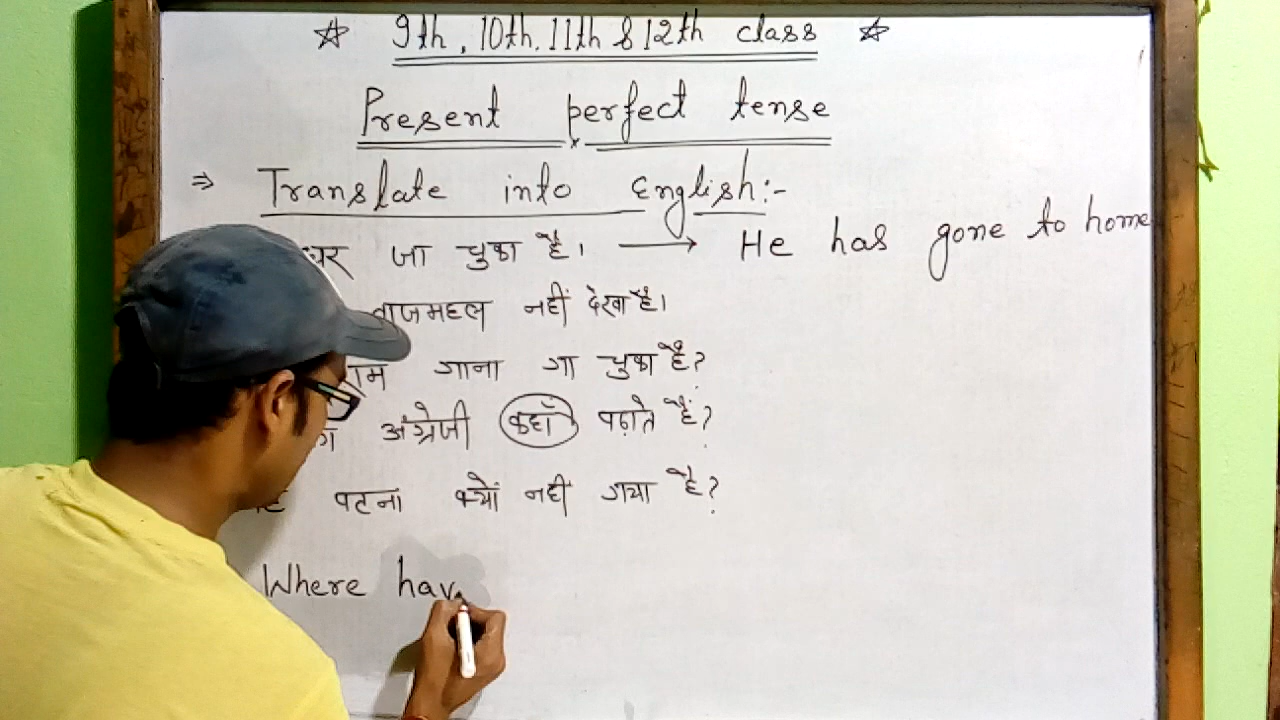 ☆ 9th, 10th, 11th & 12th class ☆
Present perfect tense
⇒ Translate into English:-
घर जा चुका है। → He has gone to home
ताजमहल नहीं देखा है।
गाना गा चुका है?
अंग्रेजी कहाँ पढ़ाते हैं?
पटना क्यों नहीं गया है?
Where hav